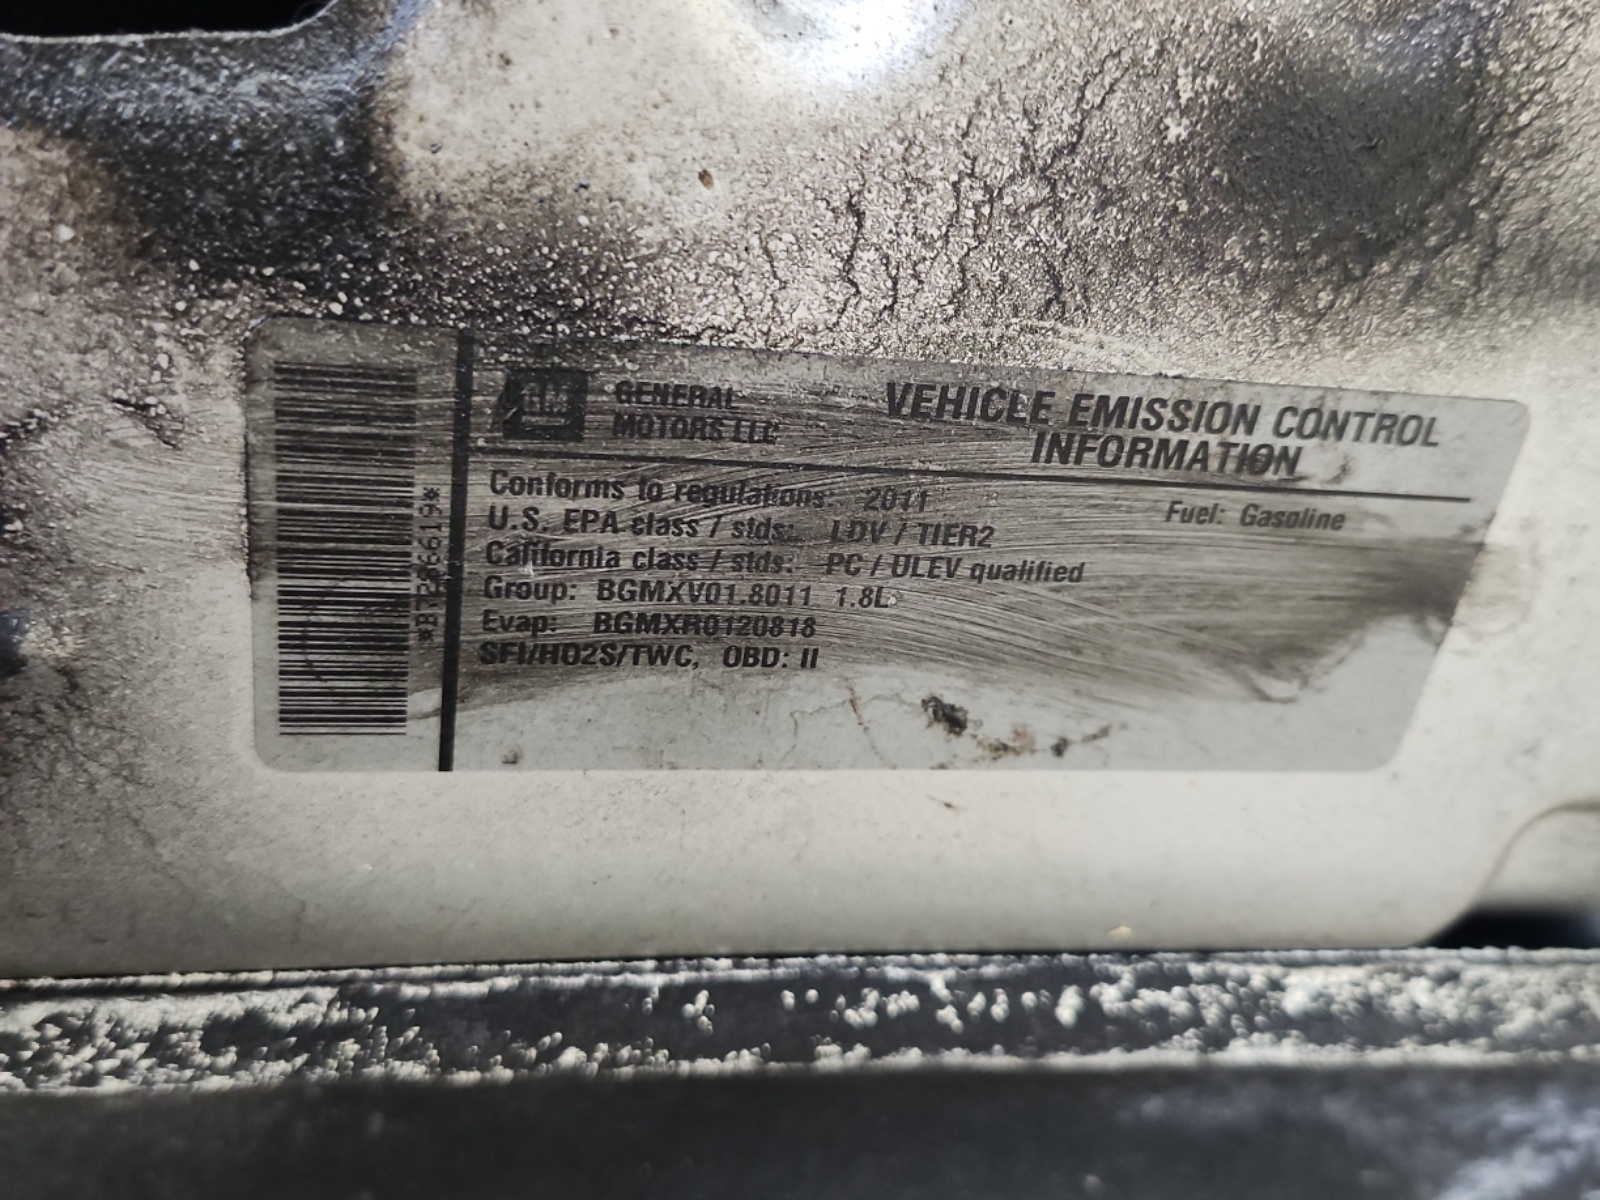 GM
GENERAL
MOTORS LLC
VEHICLE EMISSION CONTROL
INFORMATION
Conforms to regulations: 2011
Fuel: Gasoline
U.S. EPA class / stds: LDV / TIER2
California class / stds: PC / ULEV qualified
Group: BGMXV01.8011 1.8L
Evap: BGMXR0120818
SFI/HO2S/TWC, OBD: II